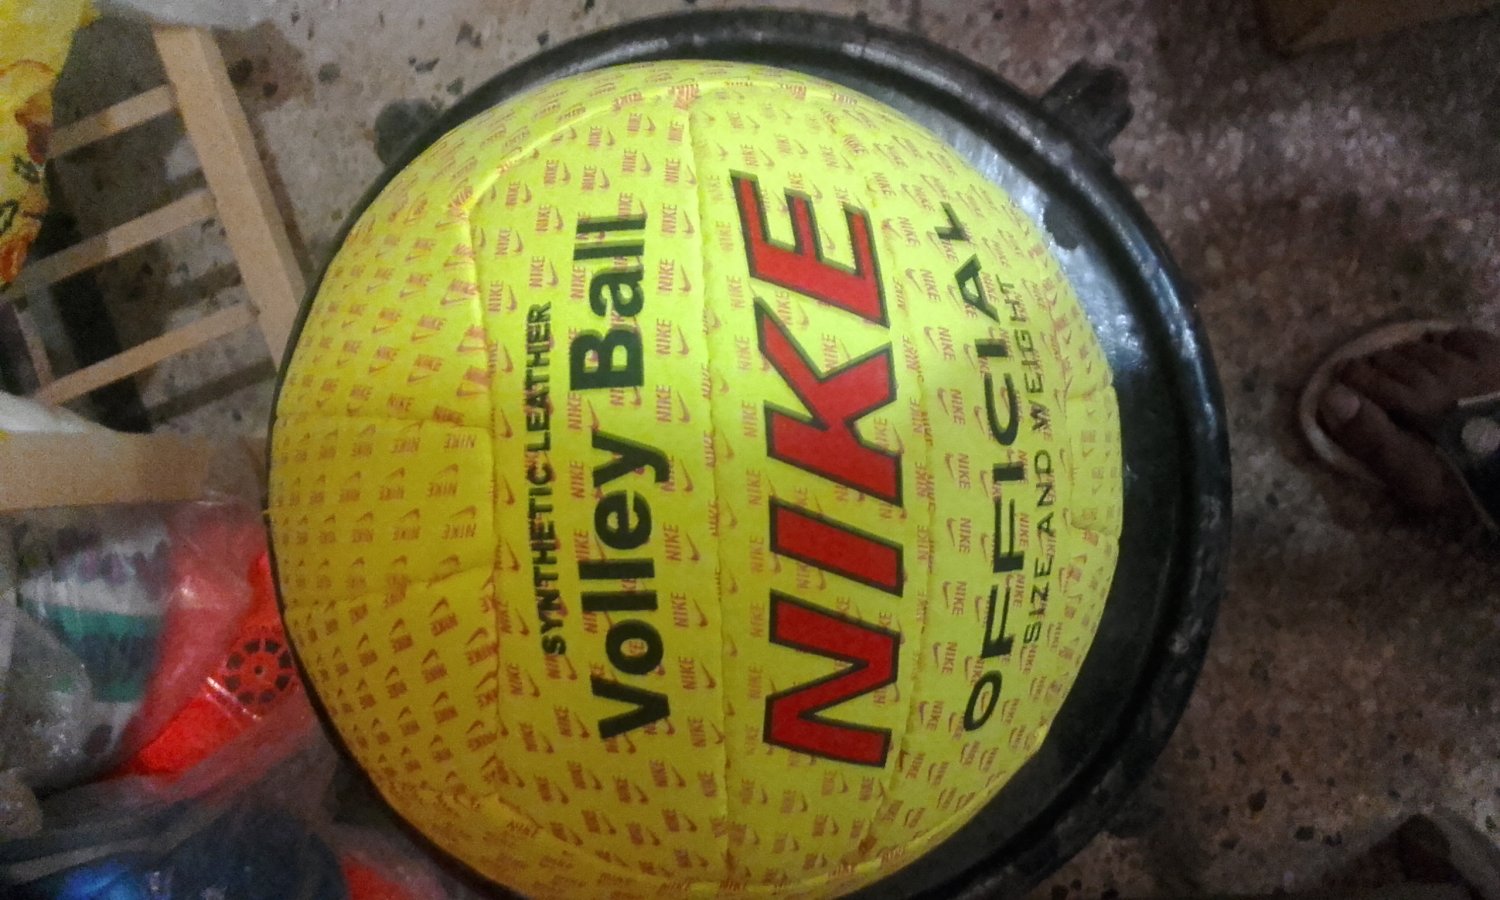 SYNTHETIC LEATHER
Volley Ball
NIKE
OFFICIAL
SIZE AND WEIGHT